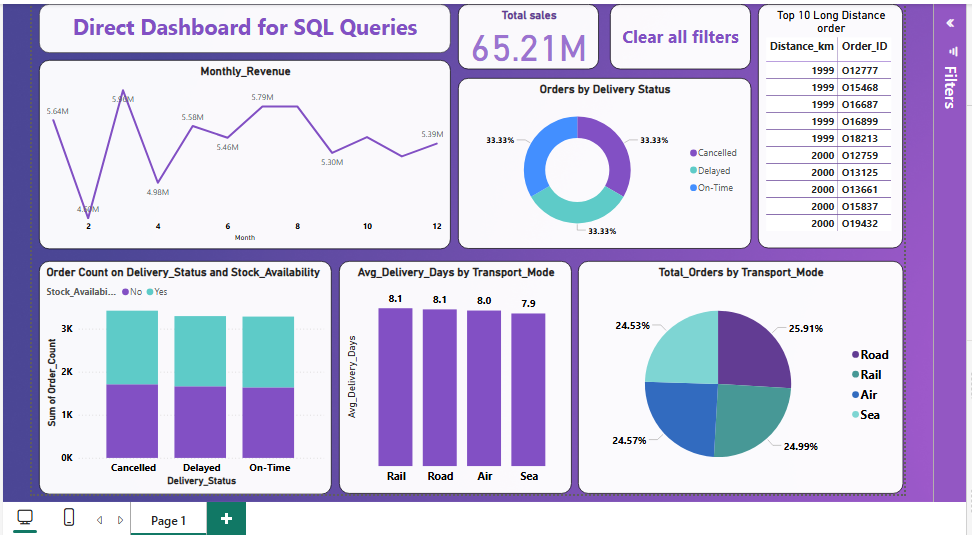 Direct Dashboard for SQL Queries
Total sales
65.21M
Clear all filters
Top 10 Long Distance
order
Distance_km Order_ID
1999 O12777
1999 O15468
1999 O16687
1999 O16899
1999 O18213
2000 O12759
2000 O13125
2000 O13661
2000 O15837
2000 O19432
Filters
Monthly_Revenue
5.64M
4.98M
5.58M
5.46M
5.79M
5.30M
5.39M
2 4 6 8 10 12
Month
Orders by Delivery Status
33.33%
33.33%
33.33%
Cancelled
Delayed
On-Time
Order Count on Delivery_Status and Stock_Availability
Stock_Availabi... No Yes
Sum of Order_Count
3K
2K
1K
0K
Cancelled Delayed On-Time
Delivery_Status
Avg_Delivery_Days by Transport_Mode
Avg_Delivery_Days
8.1 8.1 8.0 7.9
Rail Road Air Sea
Total_Orders by Transport_Mode
24.53%
25.91%
24.57%
24.99%
Road
Rail
Air
Sea
Page 1